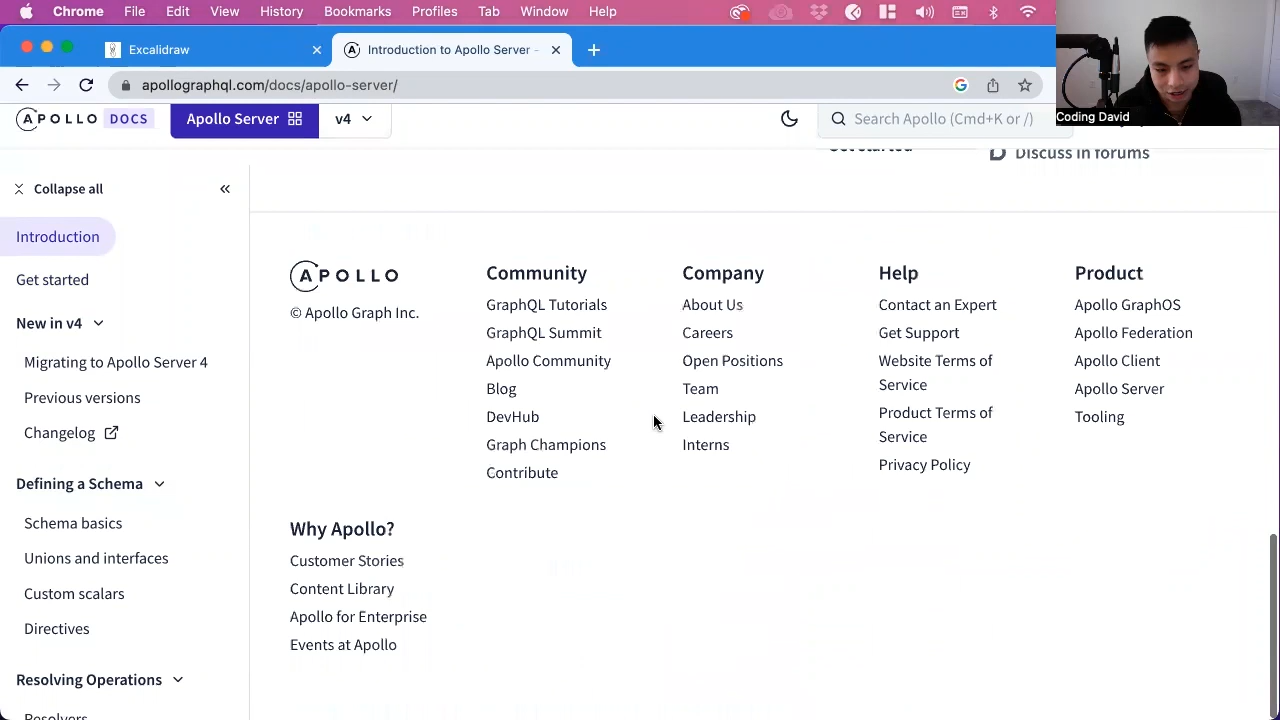 Chrome File Edit View History Bookmarks Profiles Tab Window Help
Excalidraw
Introduction to Apollo Server -
apollographql.com/docs/apollo-server/
Coding David
APOLLO DOCS
Apollo Server
v4
Search Apollo (Cmd+K or /)
Get started
Discuss in forums
Collapse all
Introduction
Get started
New in v4
Migrating to Apollo Server 4
Previous versions
Changelog
Defining a Schema
Schema basics
Unions and interfaces
Custom scalars
Directives
Resolving Operations
Resolvers
APOLLO
© Apollo Graph Inc.
Community
GraphQL Tutorials
GraphQL Summit
Apollo Community
Blog
DevHub
Graph Champions
Contribute
Company
About Us
Careers
Open Positions
Team
Leadership
Interns
Help
Contact an Expert
Get Support
Website Terms of
Service
Product Terms of
Service
Privacy Policy
Product
Apollo GraphOS
Apollo Federation
Apollo Client
Apollo Server
Tooling
Why Apollo?
Customer Stories
Content Library
Apollo for Enterprise
Events at Apollo